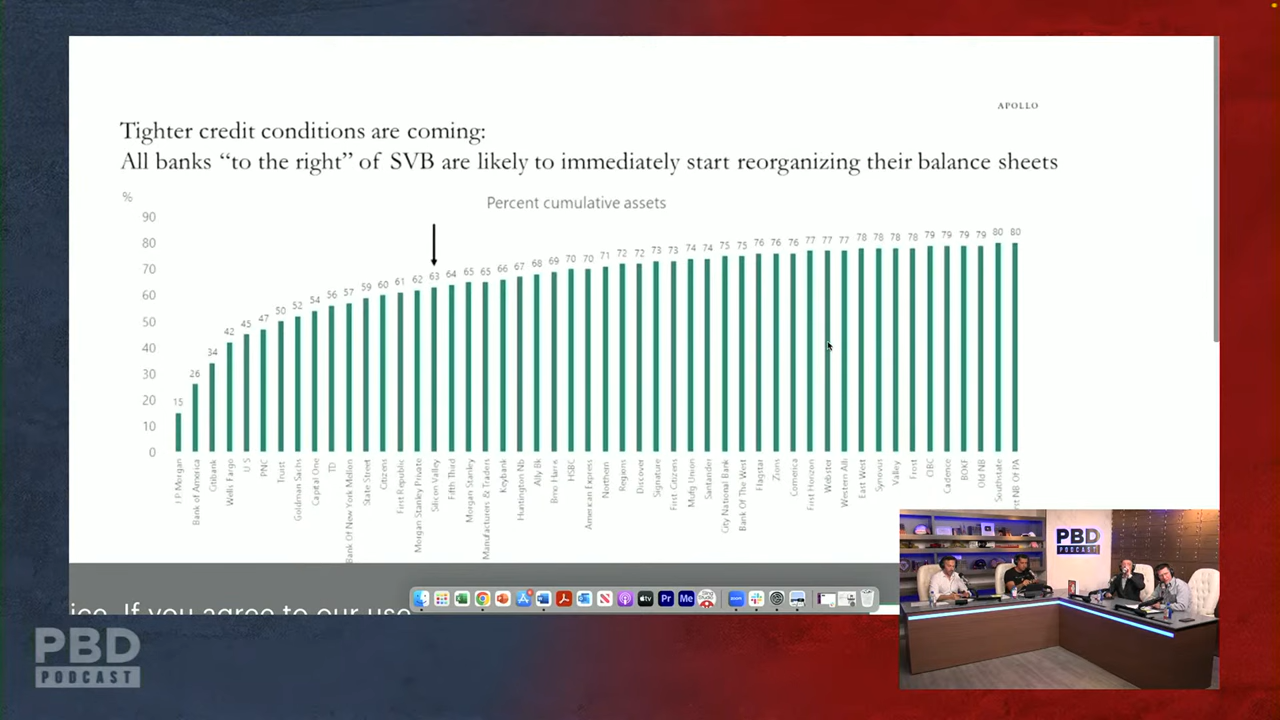 APOLLO
Tighter credit conditions are coming:
All banks “to the right” of SVB are likely to immediately start reorganizing their balance sheets
%
Percent cumulative assets
90
80
70
60
50
40
30
20
10
0
15 26 34 42 45 47 50 52 54 56 57 59 60 61 62 63 64 65 65 66 67 68 69 70 70 71 72 72 73 73 74 74 75 75 76 76 76 77 77 77 78 78 78 78 79 79 79 79 80 80
J P Morgan
Bank of America
Citibank
Wells Fargo
U S
PNC
Truist
Goldman Sachs
Capital One
TD
Bank Of New York Mellon
State Street
Citizens
First Republic
Morgan Stanley Private
Silicon Valley
Fifth Third
Morgan Stanley
Manufacturers & Traders
Keybank
Huntington Nb
Ally Bk
Bmo Harris
HSBC
American Express
Northern
Regions
Discover
Signature
First Citizens
Mufg Union
Santander
City National Bank
Bank Of The West
Flagstar
Zions
Comerica
First Horizon
Webster
Western Alli
East West
Synovus
Valley
Frost
CIBC
Cadence
BOKF
Old NB
Southstate
rst NB Of PA
ice. If you agree to our use
PBD
PODCAST
PBD
PODCAST